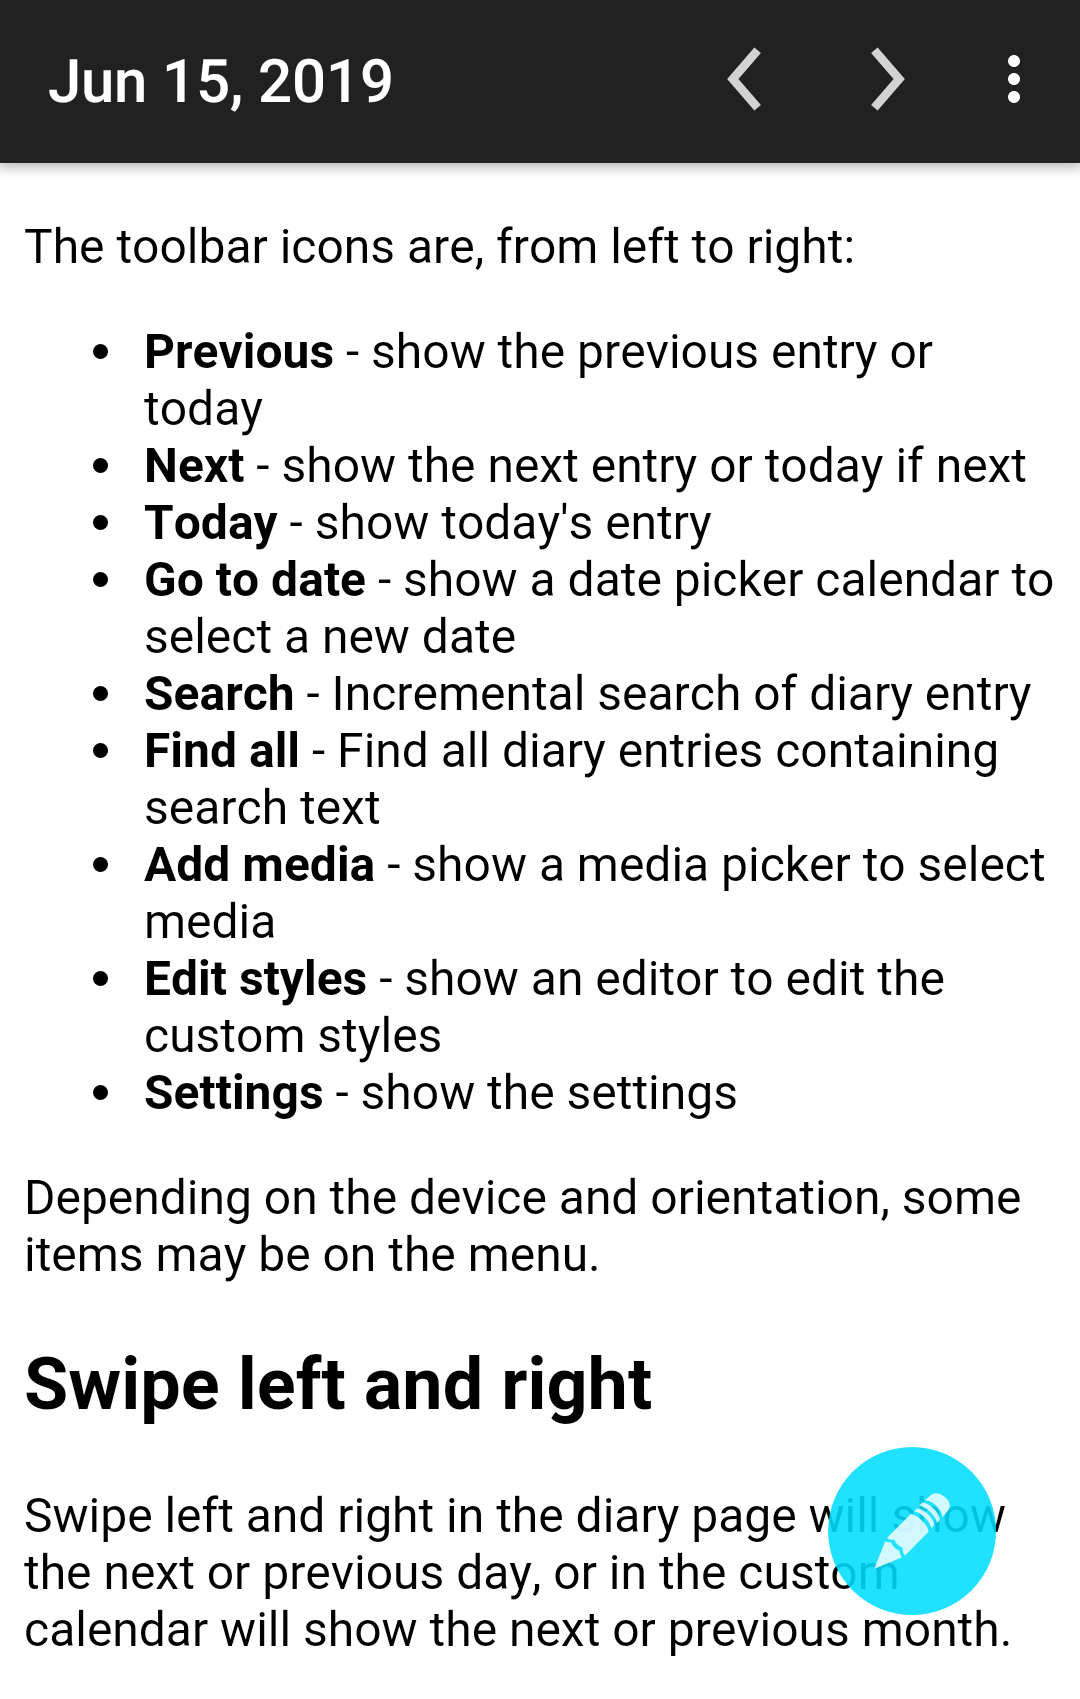 Jun 15, 2019
The toolbar icons are, from left to right:
Previous - show the previous entry or
today
Next - show the next entry or today if next
Today - show today's entry
Go to date - show a date picker calendar to
select a new date
Search - Incremental search of diary entry
Find all - Find all diary entries containing
search text
Add media - show a media picker to select
media
Edit styles - show an editor to edit the
custom styles
Settings - show the settings
Depending on the device and orientation, some
items may be on the menu.
Swipe left and right
Swipe left and right in the diary page will show
the next or previous day, or in the custom
calendar will show the next or previous month.